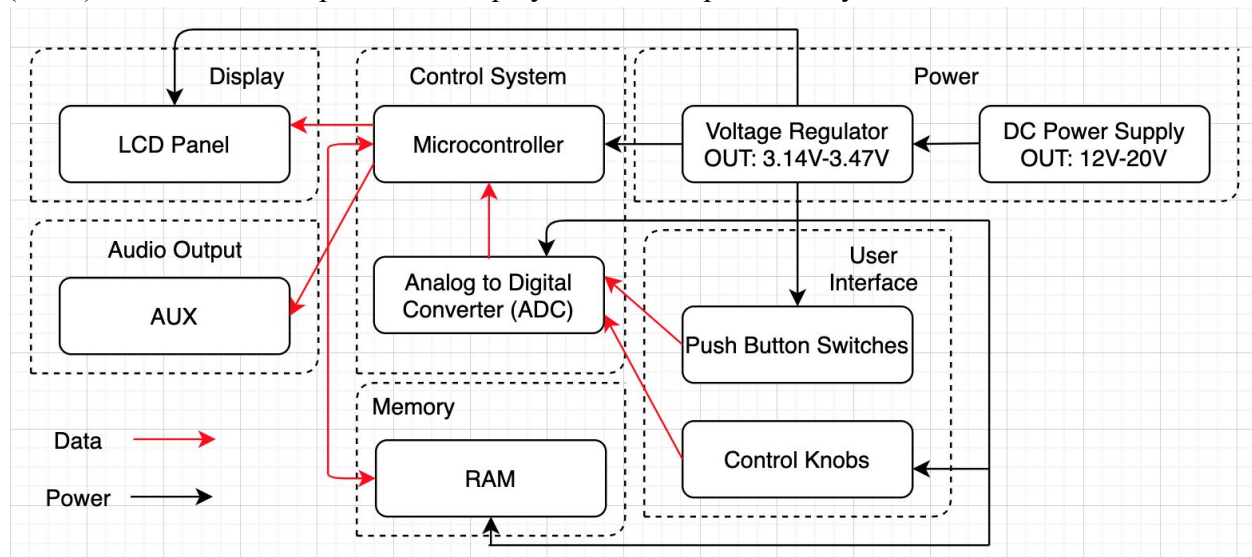 Display
Control System
Power
LCD Panel
Microcontroller
Voltage Regulator
OUT: 3.14V-3.47V
DC Power Supply
OUT: 12V-20V
Audio Output
AUX
Analog to Digital
Converter (ADC)
User
Interface
Push Button Switches
Memory
RAM
Control Knobs
Data
Power